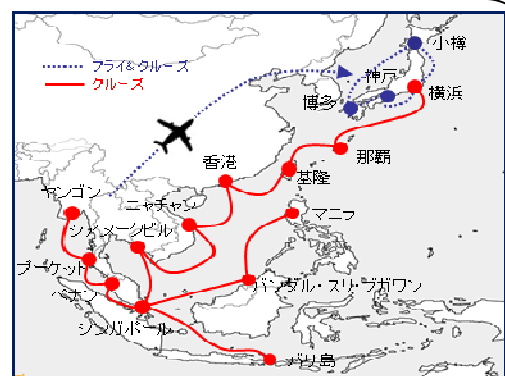 フライ&クルーズ
クルーズ
小樽
神戸
博多
横浜
那覇
香港
基隆
ヤンゴン
ニャチャン
マニラ
シアヌークビル
プーケット
ペナン
バンダル・スリ・ブガワン
シンガポール
バリ島